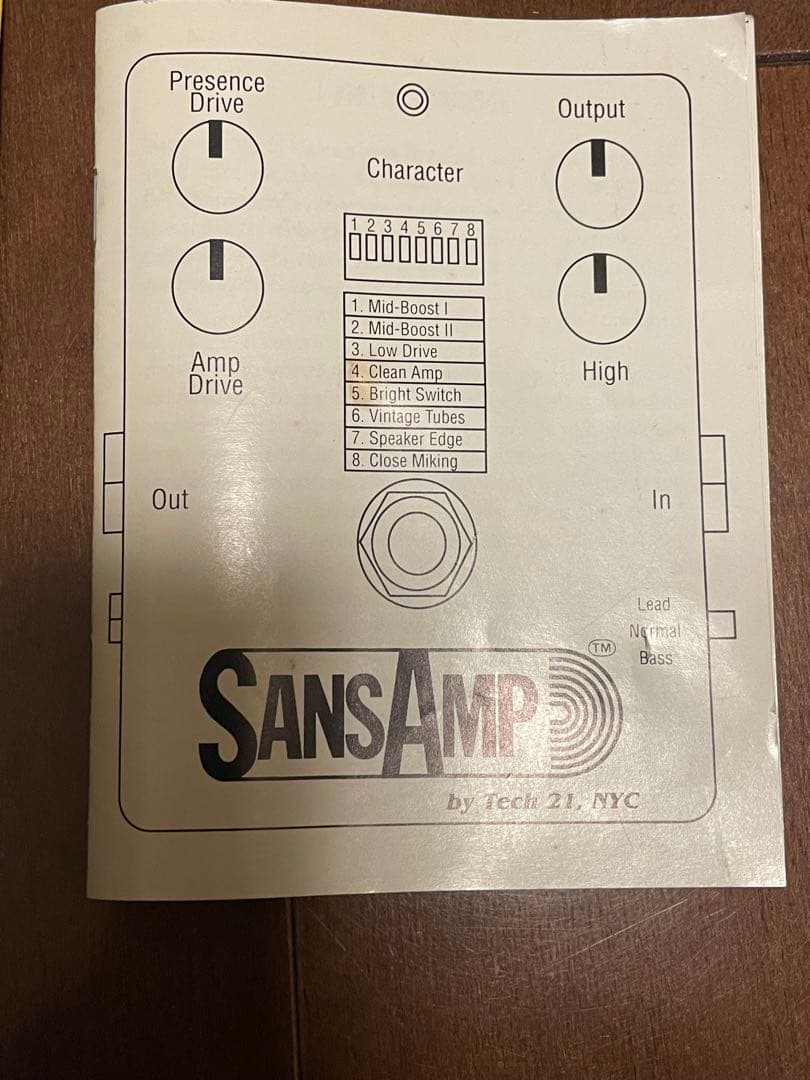 Presence
Drive
Output
Character
1 2 3 4 5 6 7 8
1. Mid-Boost I
2. Mid-Boost II
3. Low Drive
4. Clean Amp
5. Bright Switch
6. Vintage Tubes
7. Speaker Edge
8. Close Miking
Amp
Drive
High
Out
In
Lead
Normal
Bass
SANSAMP TM
by Tech 21, NYC